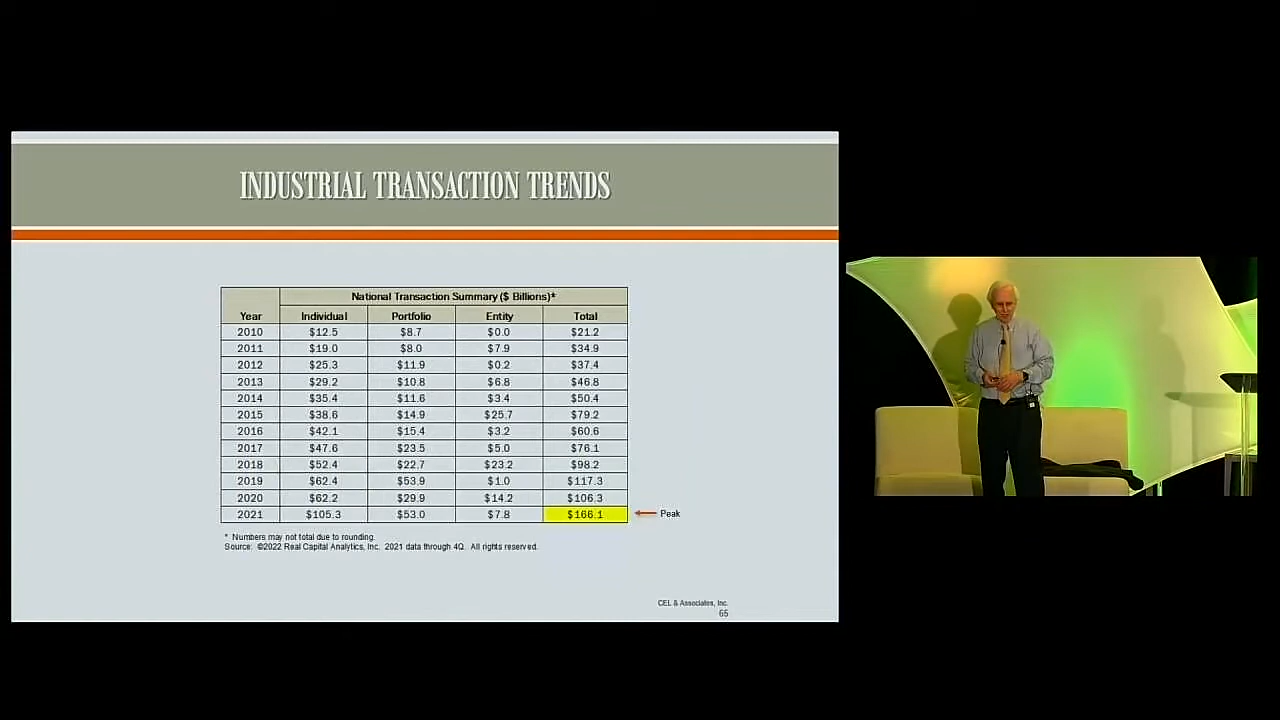 INDUSTRIAL TRANSACTION TRENDS
National Transaction Summary ($ Billions)*
Year Individual Portfolio Entity Total
2010 $12.5 $8.7 $0.0 $21.2
2011 $19.0 $8.0 $7.9 $34.9
2012 $25.3 $11.9 $0.2 $37.4
2013 $29.2 $10.8 $6.8 $46.8
2014 $35.4 $11.6 $3.4 $50.4
2015 $38.6 $14.9 $25.7 $79.2
2016 $42.1 $15.4 $3.2 $60.6
2017 $47.6 $23.5 $5.0 $76.1
2018 $52.4 $22.7 $23.2 $98.2
2019 $62.4 $53.9 $1.0 $117.3
2020 $62.2 $29.9 $14.2 $106.3
2021 $105.3 $53.0 $7.8 $166.1
Peak
* Numbers may not total due to rounding.
Source: ©2022 Real Capital Analytics, Inc. 2021 data through 4Q. All rights reserved.
CEL & Associates, Inc.
65